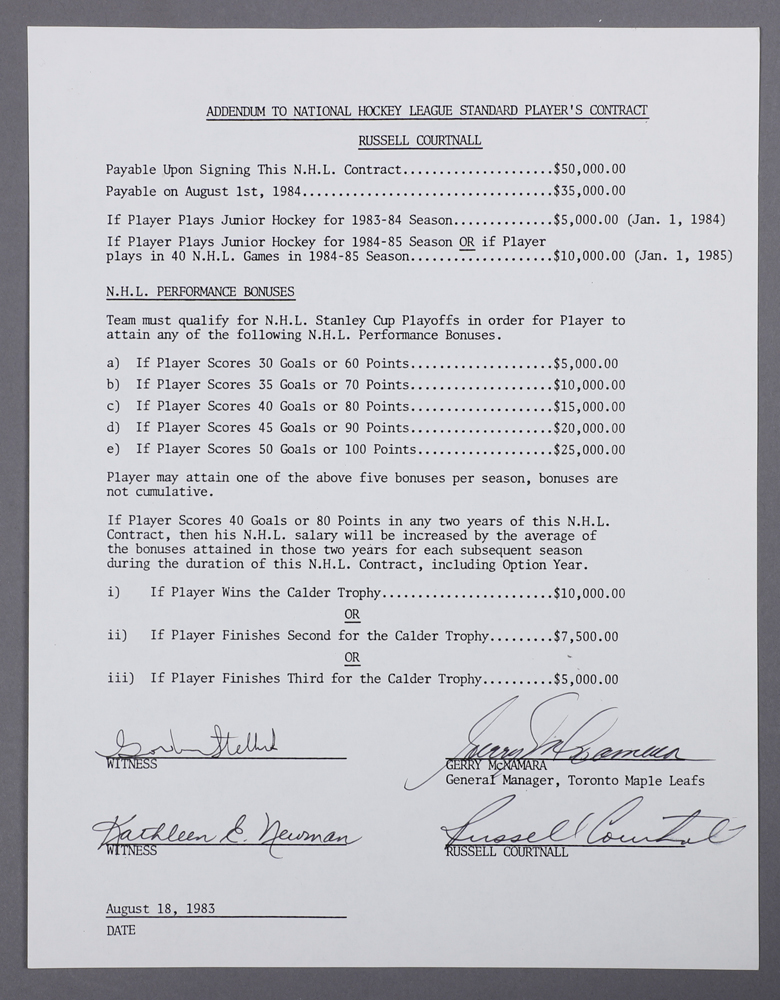 ADDENDUM TO NATIONAL HOCKEY LEAGUE STANDARD PLAYER'S CONTRACT
RUSSELL COURTNALL
Payable Upon Signing This N.H.L. Contract.....................$50,000.00
Payable on August 1st, 1984..................................$35,000.00
If Player Plays Junior Hockey for 1983-84 Season.............$5,000.00 (Jan. 1, 1984)
If Player Plays Junior Hockey for 1984-85 Season OR if Player
plays in 40 N.H.L. Games in 1984-85 Season...................$10,000.00 (Jan. 1, 1985)
N.H.L. PERFORMANCE BONUSES
Team must qualify for N.H.L. Stanley Cup Playoffs in order for Player to
attain any of the following N.H.L. Performance Bonuses.
a) If Player Scores 30 Goals or 60 Points...................$5,000.00
b) If Player Scores 35 Goals or 70 Points...................$10,000.00
c) If Player Scores 40 Goals or 80 Points...................$15,000.00
d) If Player Scores 45 Goals or 90 Points...................$20,000.00
e) If Player Scores 50 Goals or 100 Points..................$25,000.00
Player may attain one of the above five bonuses per season, bonuses are
not cumulative.
If Player Scores 40 Goals or 80 Points in any two years of this N.H.L.
Contract, then his N.H.L. salary will be increased by the average of
the bonuses attained in those two years for each subsequent season
during the duration of this N.H.L. Contract, including Option Year.
i) If Player Wins the Calder Trophy.......................$10,000.00
OR
ii) If Player Finishes Second for the Calder Trophy.........$7,500.00
OR
iii) If Player Finishes Third for the Calder Trophy..........$5,000.00
Gordon Stellick
WITNESS
Gerry McNamara
GERRY McNAMARA
General Manager, Toronto Maple Leafs
Kathleen E. Newman
WITNESS
Russell Courtnall
RUSSELL COURTNALL
August 18, 1983
DATE